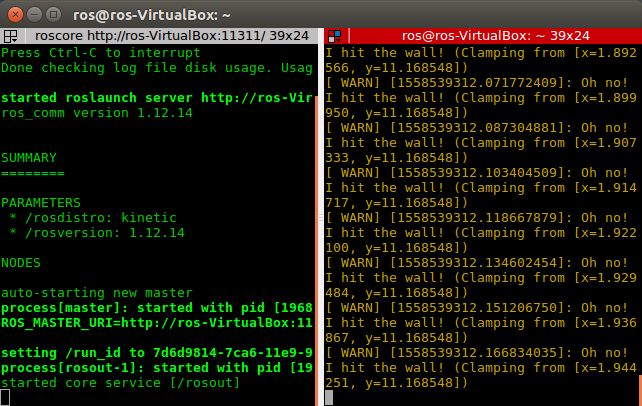 ros@ros-VirtualBox: ~
roscore http://ros-VirtualBox:11311/ 39x24
Press Ctrl-C to interrupt
Done checking log file disk usage. Usag
started roslaunch server http://ros-Vir
ros_comm version 1.12.14
SUMMARY
========
PARAMETERS
* /rosdistro: kinetic
* /rosversion: 1.12.14
NODES
auto-starting new master
process[master]: started with pid [1968
ROS_MASTER_URI=http://ros-VirtualBox:11
setting /run_id to 7d6d9814-7ca6-11e9-9
process[rosout-1]: started with pid [19
started core service [/rosout]
ros@ros-VirtualBox: ~ 39x24
I hit the wall! (Clamping from [x=1.892
566, y=11.168548])
[ WARN] [1558539312.071772409]: Oh no!
I hit the wall! (Clamping from [x=1.899
950, y=11.168548])
[ WARN] [1558539312.087304881]: Oh no!
I hit the wall! (Clamping from [x=1.907
333, y=11.168548])
[ WARN] [1558539312.103404509]: Oh no!
I hit the wall! (Clamping from [x=1.914
717, y=11.168548])
[ WARN] [1558539312.118667879]: Oh no!
I hit the wall! (Clamping from [x=1.922
100, y=11.168548])
[ WARN] [1558539312.134602454]: Oh no!
I hit the wall! (Clamping from [x=1.929
484, y=11.168548])
[ WARN] [1558539312.151206750]: Oh no!
I hit the wall! (Clamping from [x=1.936
867, y=11.168548])
[ WARN] [1558539312.166834035]: Oh no!
I hit the wall! (Clamping from [x=1.944
251, y=11.168548])